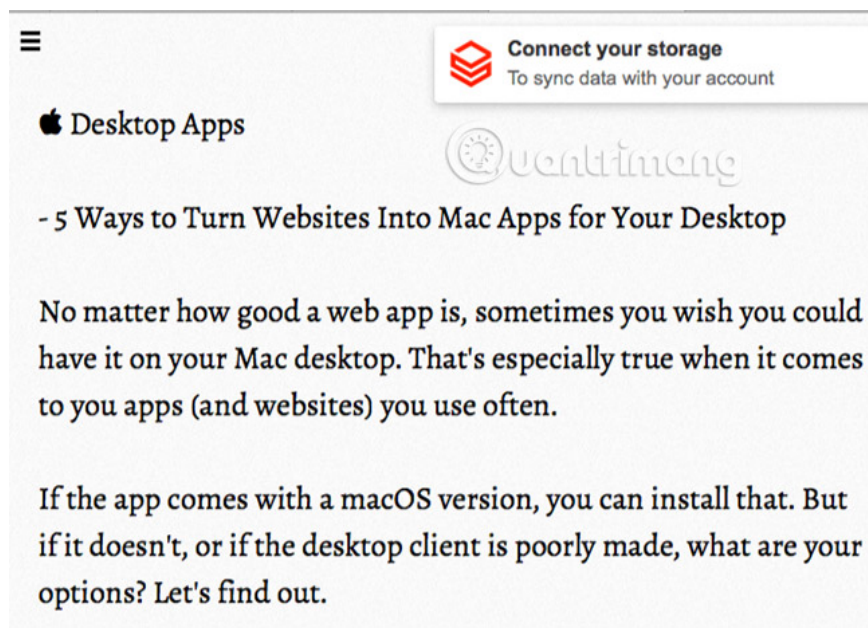 Connect your storage
To sync data with your account
Desktop Apps
Quantrimang
- 5 Ways to Turn Websites Into Mac Apps for Your Desktop
No matter how good a web app is, sometimes you wish you could
have it on your Mac desktop. That's especially true when it comes
to you apps (and websites) you use often.
If the app comes with a macOS version, you can install that. But
if it doesn't, or if the desktop client is poorly made, what are your
options? Let's find out.